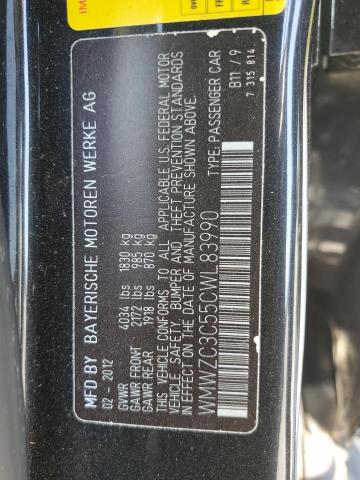 MFD BY BAYERISCHE MOTOREN WERKE AG
02 - 2012
GVWR 4034 lbs 1830 kg
GAWR FRONT 2172 lbs 985 kg
GAWR REAR 1918 lbs 870 kg
THIS VEHICLE CONFORMS TO ALL APPLICABLE U.S. FEDERAL MOTOR
VEHICLE SAFETY, BUMPER AND THEFT PREVENTION STANDARDS
IN EFFECT ON THE DATE OF MANUFACTURE SHOWN ABOVE.
WMWZC3C55CWL83990 TYPE: PASSENGER CAR
B11 / 9
7 315 814